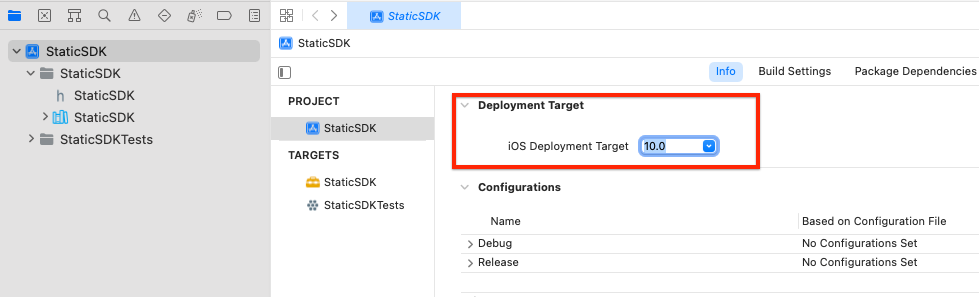 StaticSDK
StaticSDK
h StaticSDK
StaticSDK
StaticSDKTests
StaticSDK
StaticSDK
Info Build Settings Package Dependencies
PROJECT
StaticSDK
TARGETS
StaticSDK
StaticSDKTests
Deployment Target
iOS Deployment Target 10.0
Configurations
Name Based on Configuration File
Debug No Configurations Set
Release No Configurations Set